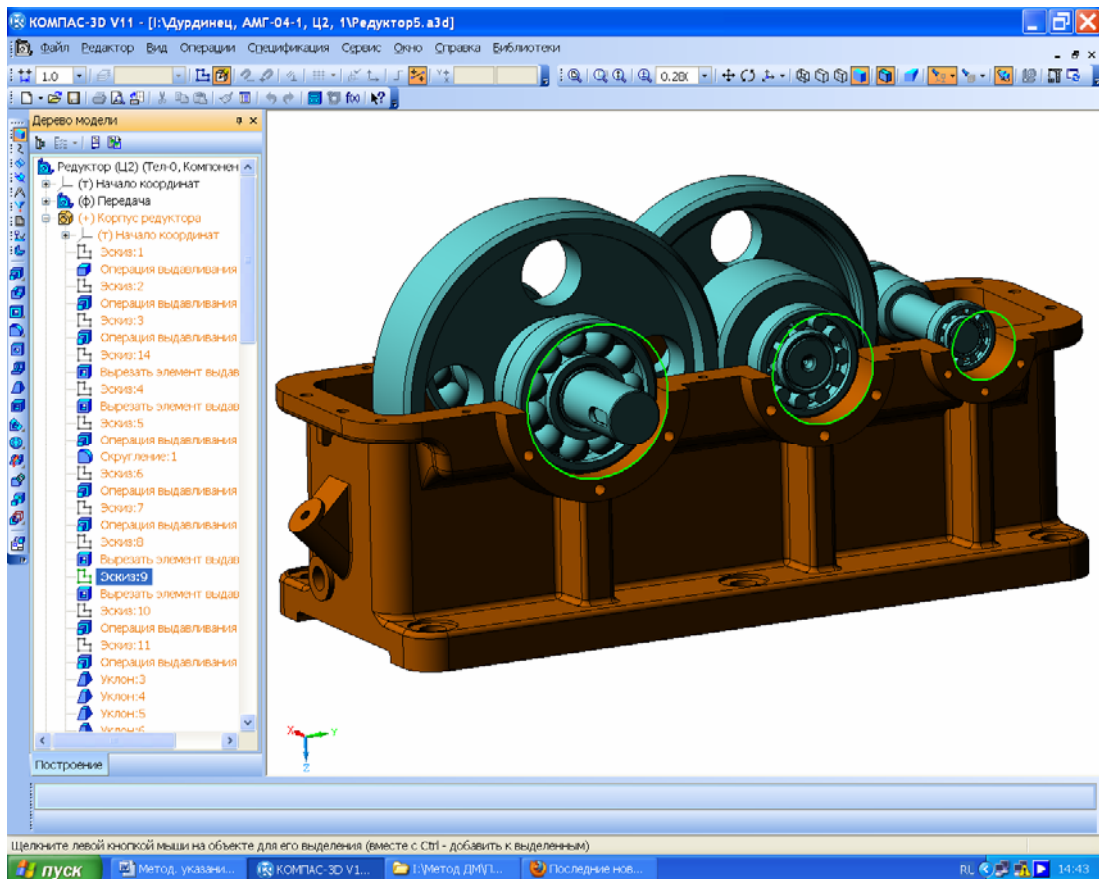 КОМПАС-3D V11 - [I:\Дурдинец, АМГ-04-1, Ц2, 1\Редуктор5.a3d]
Файл Редактор Вид Операции Спецификация Сервис Окно Справка Библиотеки
1.0
0.28(
f(x)
Дерево модели
Редуктор (Ц2) (Тел-0, Компонен
(т) Начало координат
(ф) Передача
(+) Корпус редуктора
(т) Начало координат
Эскиз:1
Операция выдавливания
Эскиз:2
Операция выдавливания
Эскиз:3
Операция выдавливания
Эскиз:14
Вырезать элемент выдав
Эскиз:4
Вырезать элемент выдав
Эскиз:5
Операция выдавливания
Скругление:1
Эскиз:6
Операция выдавливания
Эскиз:7
Операция выдавливания
Эскиз:8
Вырезать элемент выдав
Эскиз:9
Вырезать элемент выдав
Эскиз:10
Операция выдавливания
Эскиз:11
Операция выдавливания
Уклон:3
Уклон:4
Уклон:5
Уклон:6
X Y
Z
Построение
Щелкните левой кнопкой мыши на объекте для его выделения (вместе с Ctrl - добавить к выделенным)
пуск Метод. указани... КОМПАС-3D V1... I:\Метод ДМ\П... Последние нов... RU 14:43